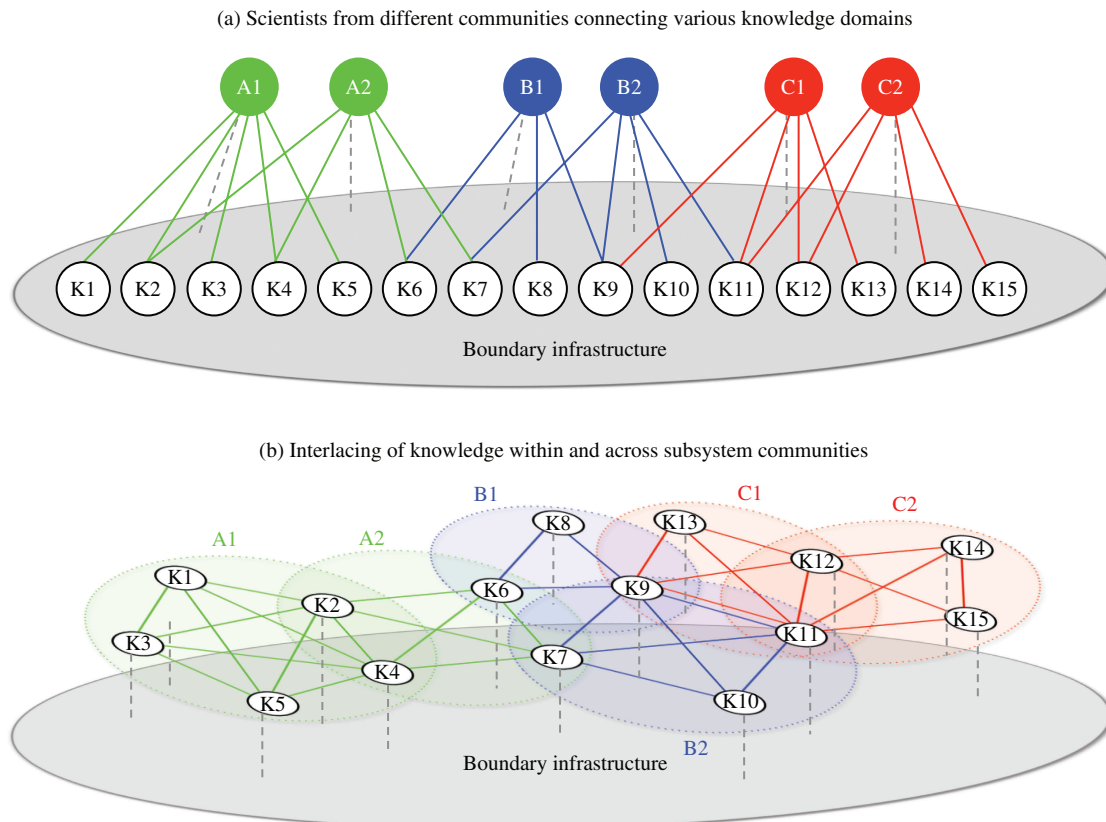 (a) Scientists from different communities connecting various knowledge domains
A1 A2 B1 B2 C1 C2
K1 K2 K3 K4 K5 K6 K7 K8 K9 K10 K11 K12 K13 K14 K15
Boundary infrastructure
(b) Interlacing of knowledge within and across subsystem communities
B1 C1 C2
A1 A2
K8 K13
K14
K12
K1
K6 K9
K2
K15
K3 K11
K7
K4
K5 K10
B2
Boundary infrastructure